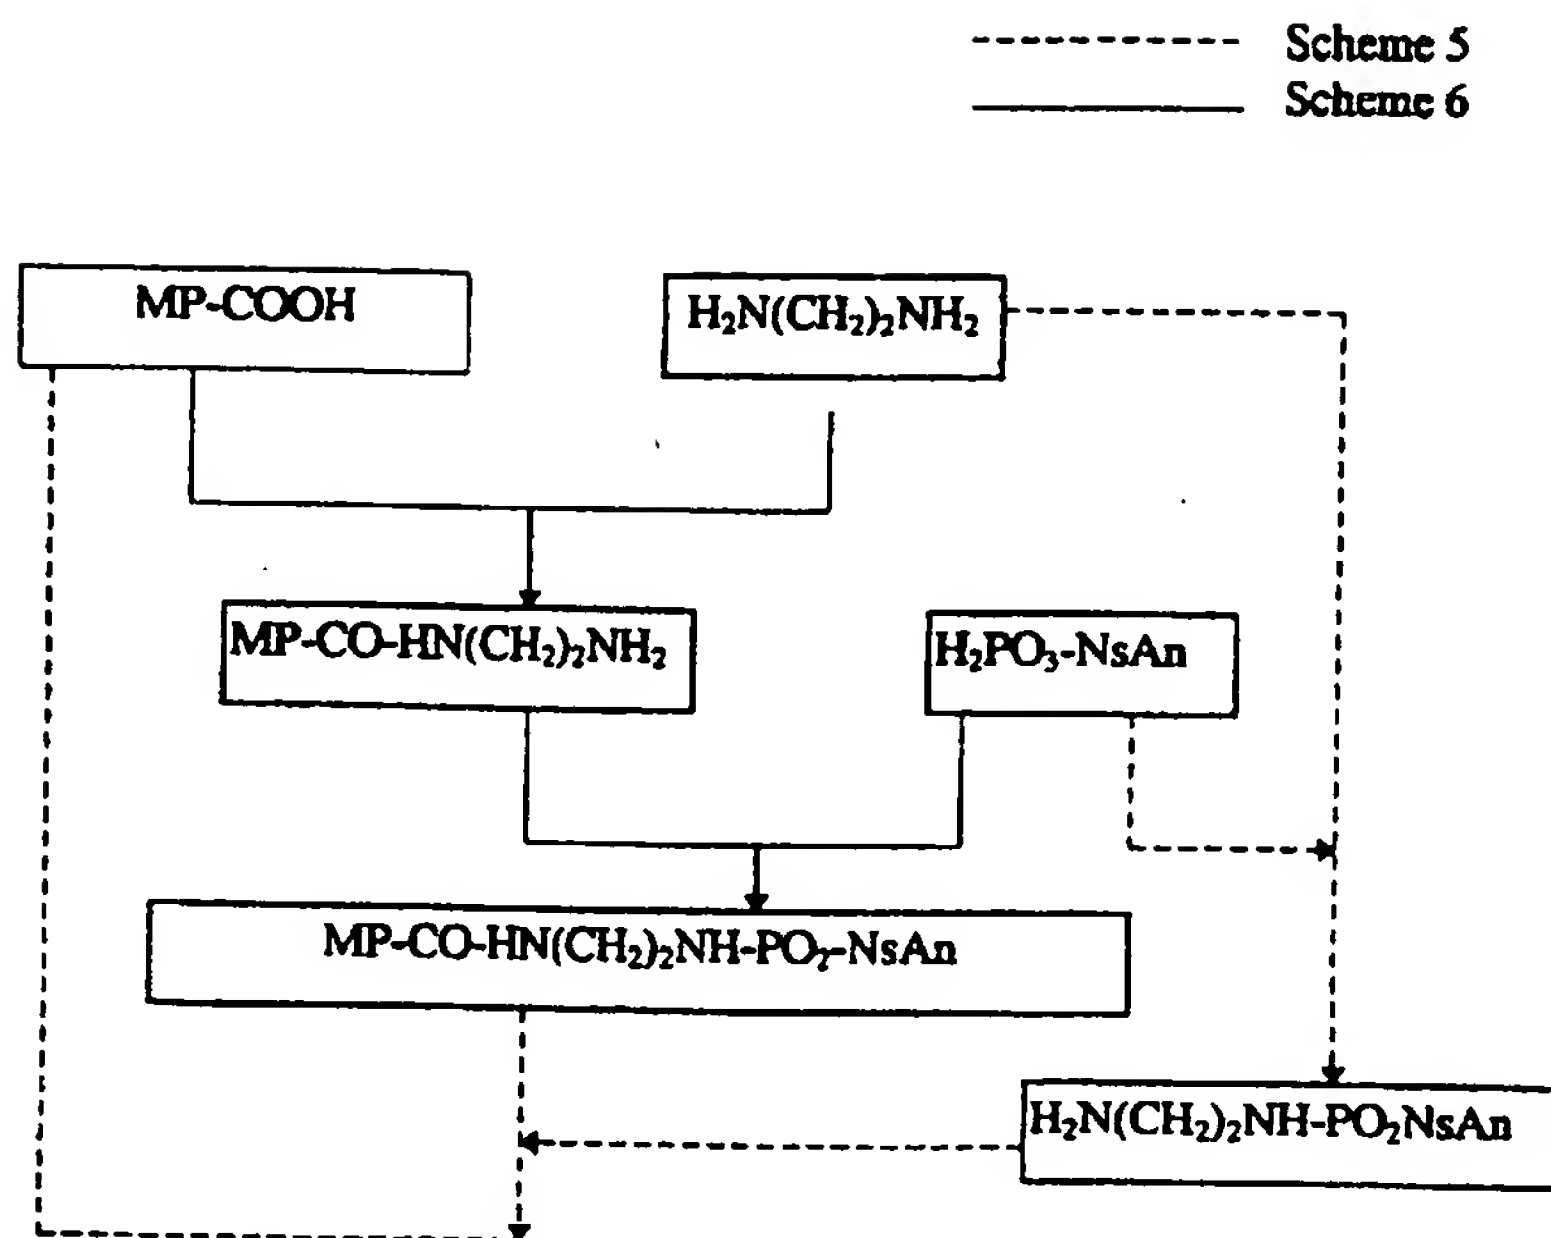 Scheme 5
Scheme 6
MP-COOH
H₂N(CH₂)₂NH₂
MP-CO-HN(CH₂)₂NH₂
H₂PO₃-NsAn
MP-CO-HN(CH₂)₂NH-PO₂-NsAn
H₂N(CH₂)₂NH-PO₂NsAn